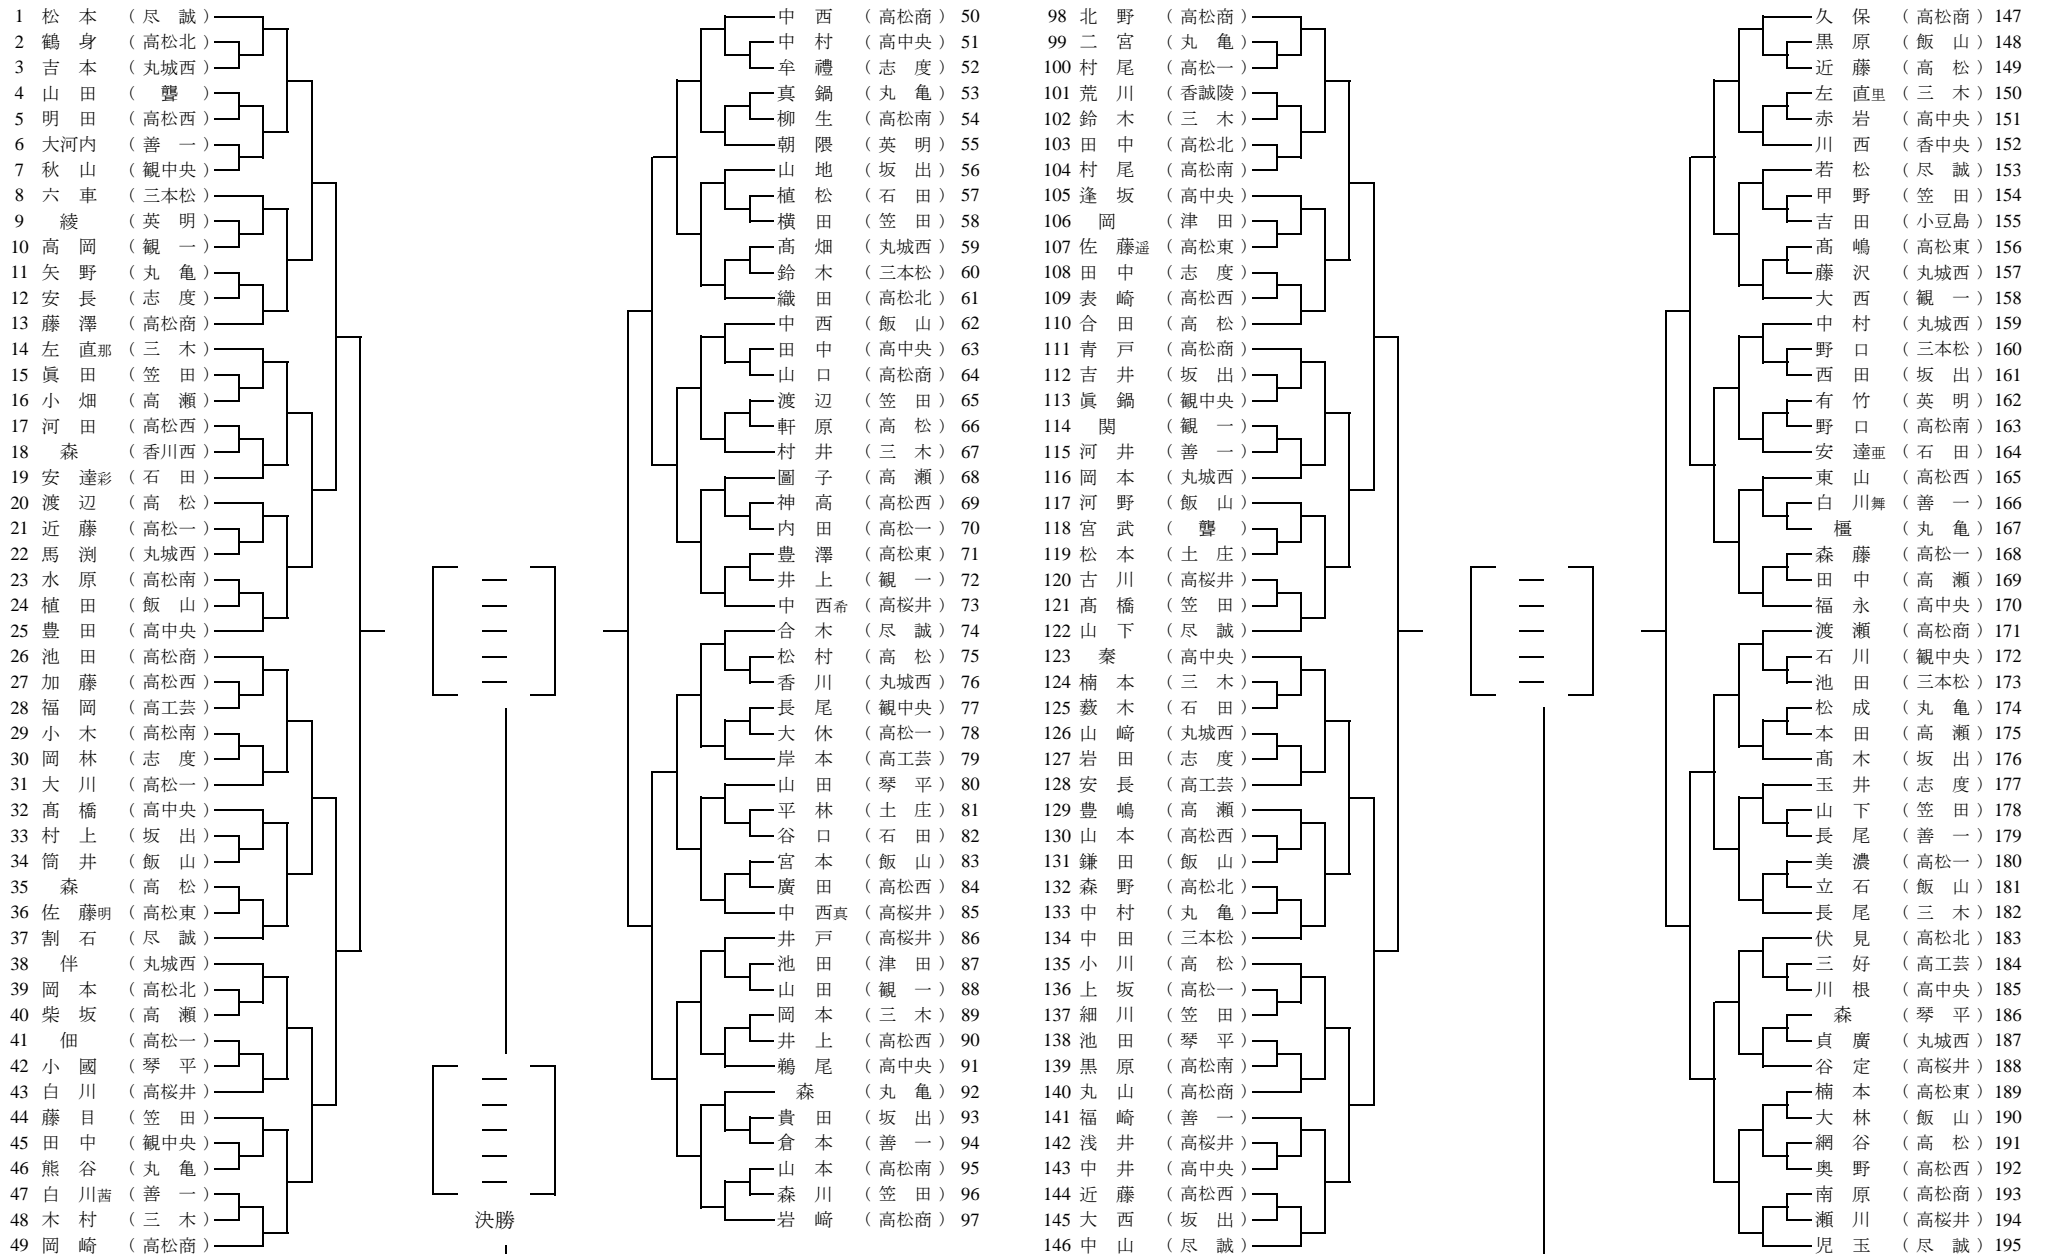 1 松 本 （尽 誠）
2 鶴 身 （高松北）
3 吉 本 （丸城西）
4 山 田 （ 聾 ）
5 明 田 （高松西）
6 大河内 （善 一）
7 秋 山 （観中央）
8 六 車 （三本松）
9 綾 （英 明）
10 高 岡 （観 一）
11 矢 野 （丸 亀）
12 安 長 （志 度）
13 藤 澤 （高松商）
14 左 直那 （三 木）
15 眞 田 （笠 田）
16 小 畑 （高 瀬）
17 河 田 （高松西）
18 森 （香川西）
19 安 達彩 （石 田）
20 渡 辺 （高 松）
21 近 藤 （高松一）
22 馬 渕 （丸城西）
23 水 原 （高松南）
24 植 田 （飯 山）
25 豊 田 （高中央）
26 池 田 （高松商）
27 加 藤 （高松西）
28 福 岡 （高工芸）
29 小 木 （高松南）
30 岡 林 （志 度）
31 大 川 （高松一）
32 髙 橋 （高中央）
33 村 上 （坂 出）
34 筒 井 （飯 山）
35 森 （高 松）
36 佐 藤明 （高松東）
37 割 石 （尽 誠）
38 伴 （丸城西）
39 岡 本 （高松北）
40 柴 坂 （高 瀬）
41 佃 （高松一）
42 小 國 （琴 平）
43 白 川 （高桜井）
44 藤 目 （笠 田）
45 田 中 （観中央）
46 熊 谷 （丸 亀）
47 白 川茜 （善 一）
48 木 村 （三 木）
49 岡 崎 （高松商）
決勝
中 西 （高松商） 50
中 村 （高中央） 51
牟 禮 （志 度） 52
真 鍋 （丸 亀） 53
柳 生 （高松南） 54
朝 隈 （英 明） 55
山 地 （坂 出） 56
植 松 （石 田） 57
横 田 （笠 田） 58
髙 畑 （丸城西） 59
鈴 木 （三本松） 60
織 田 （高松北） 61
中 西 （飯 山） 62
田 中 （高中央） 63
山 口 （高松商） 64
渡 辺 （笠 田） 65
軒 原 （高 松） 66
村 井 （三 木） 67
圖 子 （高 瀬） 68
神 高 （高松西） 69
内 田 （高松一） 70
豊 澤 （高松東） 71
井 上 （観 一） 72
中 西希 （高桜井） 73
合 木 （尽 誠） 74
松 村 （高 松） 75
香 川 （丸城西） 76
長 尾 （観中央） 77
大 休 （高松一） 78
岸 本 （高工芸） 79
山 田 （琴 平） 80
平 林 （土 庄） 81
谷 口 （石 田） 82
宮 本 （飯 山） 83
廣 田 （高松西） 84
中 西真 （高桜井） 85
井 戸 （高桜井） 86
池 田 （津 田） 87
山 田 （観 一） 88
岡 本 （三 木） 89
井 上 （高松西） 90
鵜 尾 （高中央） 91
森 （丸 亀） 92
貴 田 （坂 出） 93
倉 本 （善 一） 94
山 本 （高松南） 95
森 川 （笠 田） 96
岩 﨑 （高松商） 97
98 北 野 （高松商）
99 二 宮 （丸 亀）
100 村 尾 （高松一）
101 荒 川 （香誠陵）
102 鈴 木 （三 木）
103 田 中 （高松北）
104 村 尾 （高松南）
105 逢 坂 （高中央）
106 岡 （津 田）
107 佐 藤遥 （高松東）
108 田 中 （志 度）
109 表 崎 （高松西）
110 合 田 （高 松）
111 青 戸 （高松商）
112 吉 井 （坂 出）
113 眞 鍋 （観中央）
114 関 （観 一）
115 河 井 （善 一）
116 岡 本 （丸城西）
117 河 野 （飯 山）
118 宮 武 （ 聾 ）
119 松 本 （土 庄）
120 古 川 （高桜井）
121 髙 橋 （笠 田）
122 山 下 （尽 誠）
123 秦 （高中央）
124 楠 本 （三 木）
125 薮 木 （石 田）
126 山 﨑 （丸城西）
127 岩 田 （志 度）
128 安 長 （高工芸）
129 豊 嶋 （高 瀬）
130 山 本 （高松西）
131 鎌 田 （飯 山）
132 森 野 （高松北）
133 中 村 （丸 亀）
134 中 田 （三本松）
135 小 川 （高 松）
136 上 坂 （高松一）
137 細 川 （笠 田）
138 池 田 （琴 平）
139 黒 原 （高松南）
140 丸 山 （高松商）
141 福 崎 （善 一）
142 浅 井 （高桜井）
143 中 井 （高中央）
144 近 藤 （高松西）
145 大 西 （坂 出）
146 中 山 （尽 誠）
久 保 （高松商） 147
黒 原 （飯 山） 148
近 藤 （高 松） 149
左 直里 （三 木） 150
赤 岩 （高中央） 151
川 西 （香中央） 152
若 松 （尽 誠） 153
甲 野 （笠 田） 154
吉 田 （小豆島） 155
髙 嶋 （高松東） 156
藤 沢 （丸城西） 157
大 西 （観 一） 158
中 村 （丸城西） 159
野 口 （三本松） 160
西 田 （坂 出） 161
有 竹 （英 明） 162
野 口 （高松南） 163
安 達亜 （石 田） 164
東 山 （高松西） 165
白 川舞 （善 一） 166
橿 （丸 亀） 167
森 藤 （高松一） 168
田 中 （高 瀬） 169
福 永 （高中央） 170
渡 瀬 （高松商） 171
石 川 （観中央） 172
池 田 （三本松） 173
松 成 （丸 亀） 174
本 田 （高 瀬） 175
髙 木 （坂 出） 176
玉 井 （志 度） 177
山 下 （笠 田） 178
長 尾 （善 一） 179
美 濃 （高松一） 180
立 石 （飯 山） 181
長 尾 （三 木） 182
伏 見 （高松北） 183
三 好 （高工芸） 184
川 根 （高中央） 185
森 （琴 平） 186
貞 廣 （丸城西） 187
谷 定 （高桜井） 188
楠 本 （高松東） 189
大 林 （飯 山） 190
網 谷 （高 松） 191
奥 野 （高松西） 192
南 原 （高松商） 193
瀬 川 （高桜井） 194
児 玉 （尽 誠） 195